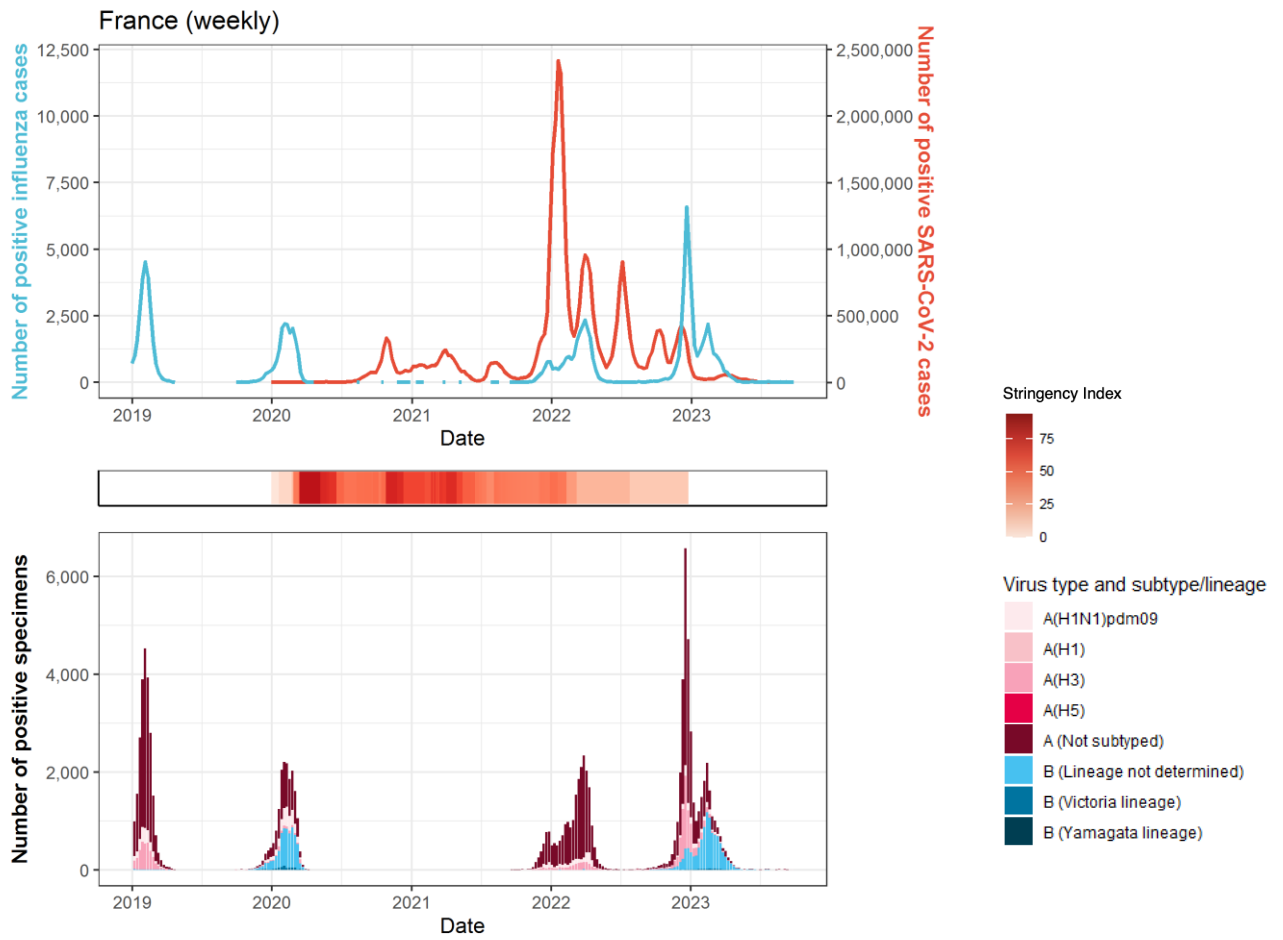 France (weekly)
Number of positive influenza cases
12,500
10,000
7,500
5,000
2,500
0
2,500,000
2,000,000
1,500,000
1,000,000
500,000
0
Number of positive SARS-CoV-2 cases
2019
2020
2021
2022
2023
Date
Stringency Index
75
50
25
0
Number of positive specimens
6,000
4,000
2,000
0
2019
2020
2021
2022
2023
Date
Virus type and subtype/lineage
A(H1N1)pdm09
A(H1)
A(H3)
A(H5)
A (Not subtyped)
B (Lineage not determined)
B (Victoria lineage)
B (Yamagata lineage)